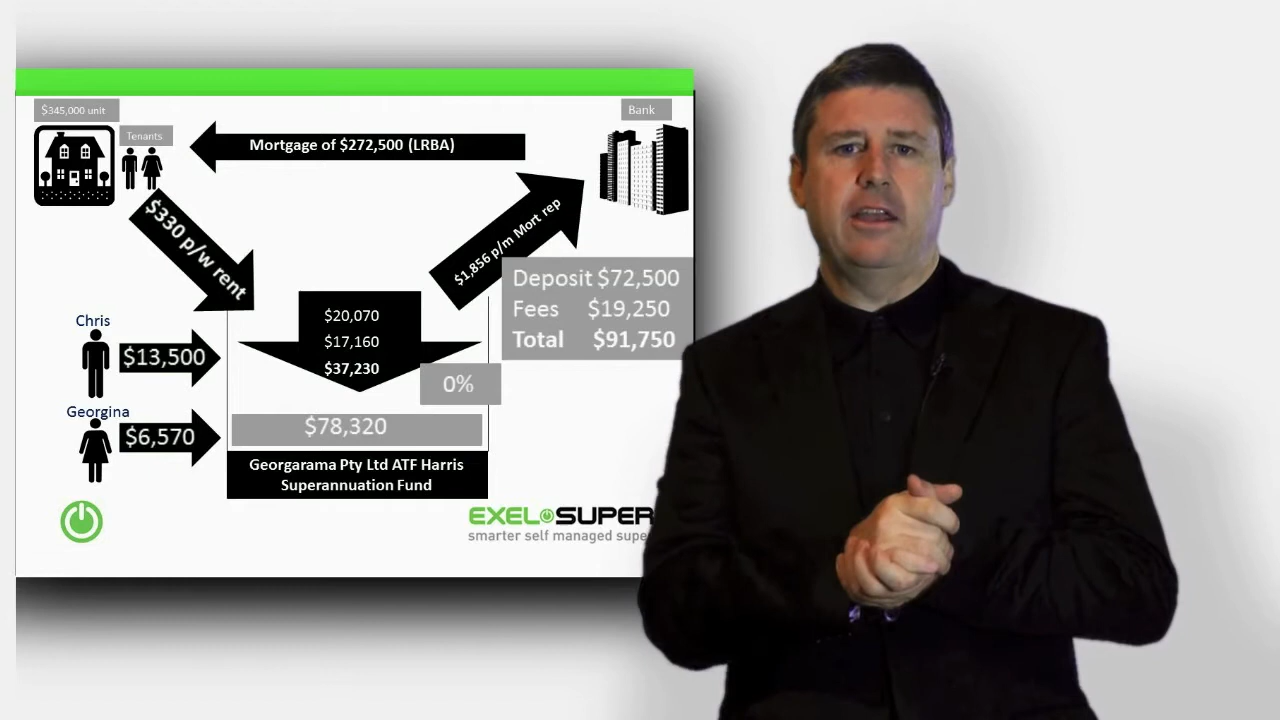 $345,000 unit
Tenants
Mortgage of $272,500 (LRBA)
Bank
$330 p/w rent
$1,856 p/m Mort rep
Deposit $72,500
Fees $19,250
Total $91,750
Chris
$13,500
Georgina
$6,570
$20,070
$17,160
$37,230
0%
$78,320
Georgarama Pty Ltd ATF Harris
Superannuation Fund
EXEL SUPER
smarter self managed supe